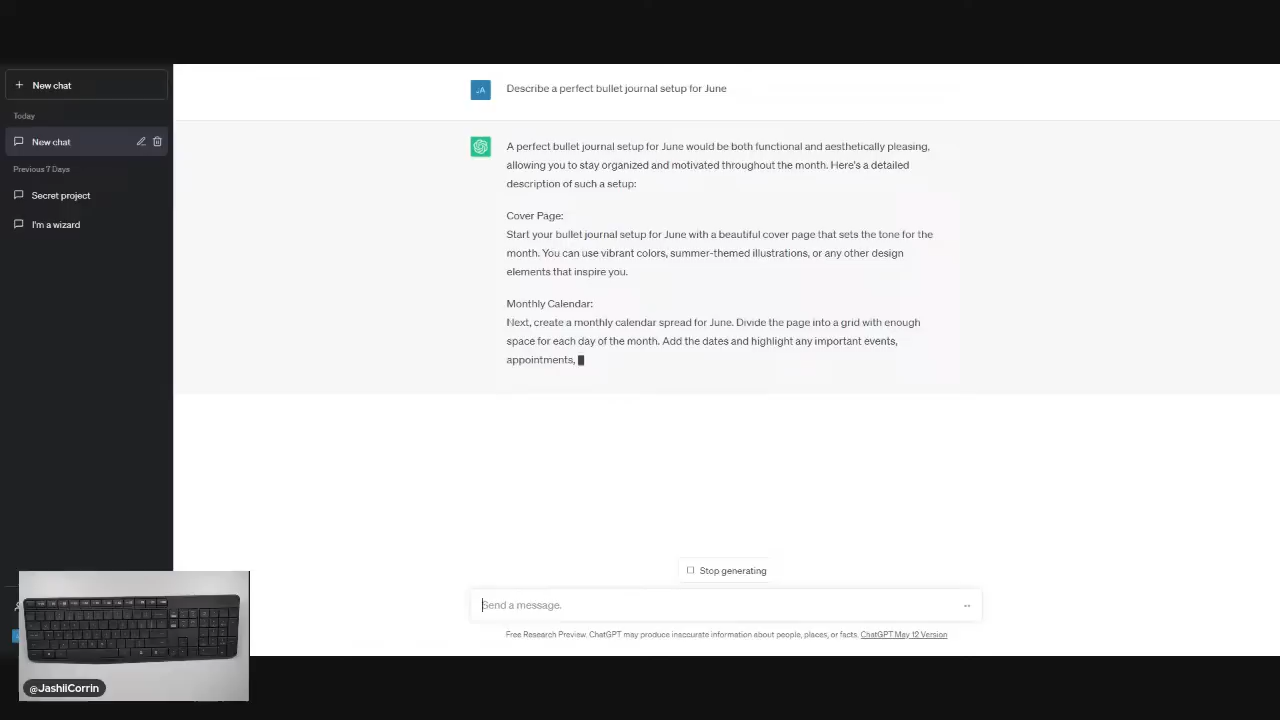 New chat
Today
New chat
Previous 7 Days
Secret project
I'm a wizard
JA
Describe a perfect bullet journal setup for June
A perfect bullet journal setup for June would be both functional and aesthetically pleasing,
allowing you to stay organized and motivated throughout the month. Here's a detailed
description of such a setup:
Cover Page:
Start your bullet journal setup for June with a beautiful cover page that sets the tone for the
month. You can use vibrant colors, summer-themed illustrations, or any other design
elements that inspire you.
Monthly Calendar:
Next, create a monthly calendar spread for June. Divide the page into a grid with enough
space for each day of the month. Add the dates and highlight any important events,
appointments,
Stop generating
Send a message.
Free Research Preview. ChatGPT may produce inaccurate information about people, places, or facts. ChatGPT May 12 Version
@JashiiCorrin